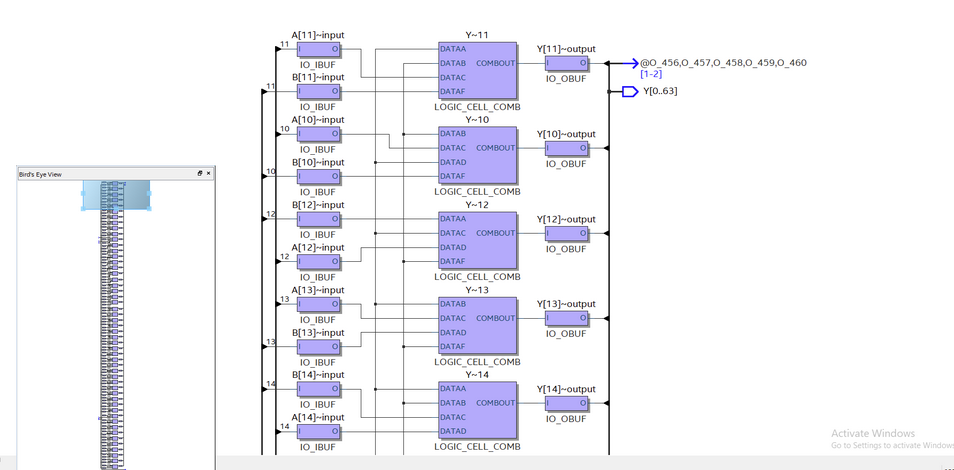 A[11]~input
Y~11
11
I
O
DATAA
Y[11]~output
IO_IBUF
DATAB
COMBOUT
I
O
@O_456,O_457,O_458,O_459,O_460
B[11]~input
DATAC
IO_OBUF
[1-2]
11
I
O
DATAF
Y[0..63]
IO_IBUF
LOGIC_CELL_COMB
A[10]~input
Y~10
10
I
O
DATAB
Y[10]~output
IO_IBUF
DATAC
COMBOUT
I
O
B[10]~input
DATAD
IO_OBUF
10
I
O
DATAF
Bird's Eye View
IO_IBUF
LOGIC_CELL_COMB
B[12]~input
Y~12
12
I
O
DATAA
Y[12]~output
IO_IBUF
DATAC
COMBOUT
I
O
A[12]~input
DATAD
IO_OBUF
12
I
O
DATAF
IO_IBUF
LOGIC_CELL_COMB
A[13]~input
Y~13
13
I
O
DATAB
Y[13]~output
IO_IBUF
DATAC
COMBOUT
I
O
B[13]~input
DATAD
IO_OBUF
13
I
O
DATAF
IO_IBUF
LOGIC_CELL_COMB
B[14]~input
Y~14
14
I
O
DATAA
Y[14]~output
IO_IBUF
DATAB
COMBOUT
I
O
A[14]~input
DATAC
IO_OBUF
14
I
O
DATAD
IO_IBUF
LOGIC_CELL_COMB
Activate Windows
Go to Settings to activate Windows